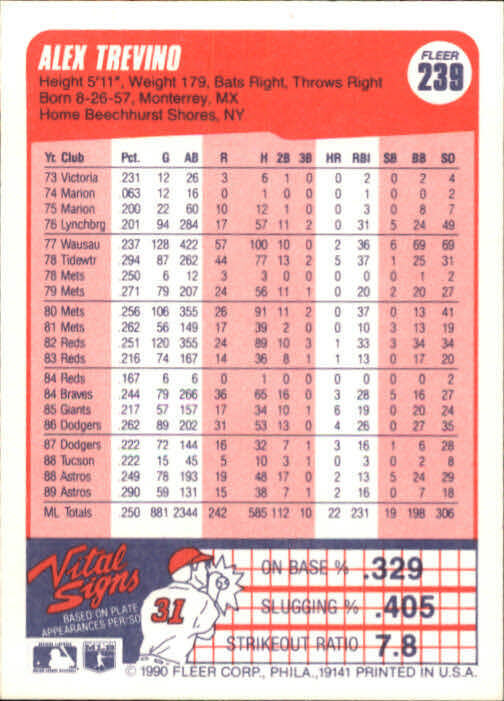 ALEX TREVINO
FLEER
239
Height 5'11", Weight 179, Bats Right, Throws Right
Born 8-26-57, Monterrey, MX
Home Beechhurst Shores, NY
Yr. Club Pct. G AB R H 2B 3B HR RBI SB BB SO
73 Victoria .231 12 26 3 6 1 0 0 2 0 2 4
74 Marion .063 12 16 0 1 0 0 0 1 0 0 2
75 Marion .200 22 60 10 12 1 0 0 3 0 8 7
76 Lynchbrg .201 94 284 17 57 11 2 0 31 5 24 49
77 Wausau .237 128 422 57 100 10 0 2 36 6 69 69
78 Tidewtr .294 87 262 44 77 13 2 5 37 1 25 31
78 Mets .250 6 12 3 3 0 0 0 0 0 1 2
79 Mets .271 79 207 24 56 11 1 0 20 2 20 27
80 Mets .256 106 355 26 91 11 2 0 37 0 13 41
81 Mets .262 56 149 17 39 2 0 0 10 3 13 19
82 Reds .251 120 355 24 89 10 3 1 33 3 34 34
83 Reds .216 74 167 14 36 8 1 1 13 0 17 20
84 Reds .167 6 6 0 1 0 0 0 0 0 0 2
84 Braves .244 79 266 36 65 16 0 3 28 5 16 27
85 Giants .217 57 157 17 34 10 1 6 19 0 20 24
86 Dodgers .262 89 202 31 53 13 0 4 26 0 27 35
87 Dodgers .222 72 144 16 32 7 1 3 16 1 6 28
88 Tucson .222 15 45 5 10 3 1 0 3 0 2 8
88 Astros .249 78 193 19 48 17 0 2 13 5 24 29
89 Astros .290 59 131 15 38 7 1 2 16 0 7 18
ML Totals .250 881 2344 242 585 112 10 22 231 19 198 306
Vital Signs
BASED ON PLATE
APPEARANCES PER/SO
31
ON BASE % .329
SLUGGING % .405
STRIKEOUT RATIO 7.8
© 1990 FLEER CORP., PHILA., 19141 PRINTED IN U.S.A.